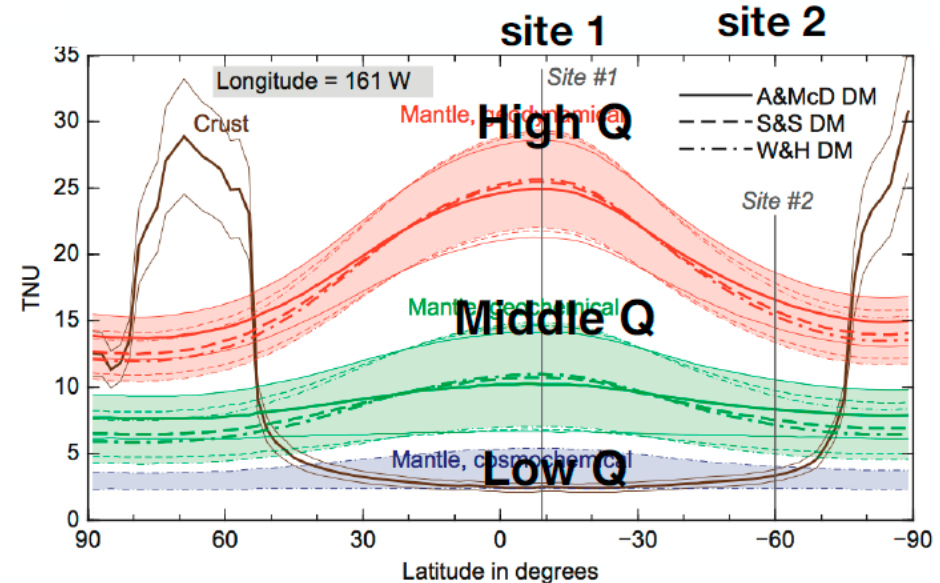 site 1
site 2
35
30
25
20
15
10
5
0
TNU
Longitude = 161 W
Site #1
Crust
Mantle, geodynamical
High Q
A&McD DM
S&S DM
W&H DM
Site #2
Mantle, geochemical
Middle Q
Mantle, cosmochemical
Low Q
90
60
30
0
−30
−60
−90
Latitude in degrees